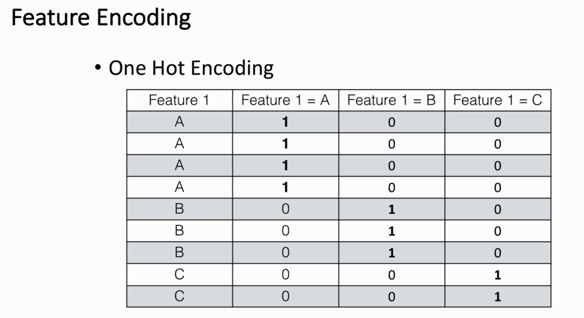 Feature Encoding
• One Hot Encoding
Feature 1 Feature 1 = A Feature 1 = B Feature 1 = C
A 1 0 0
A 1 0 0
A 1 0 0
A 1 0 0
B 0 1 0
B 0 1 0
B 0 1 0
C 0 0 1
C 0 0 1